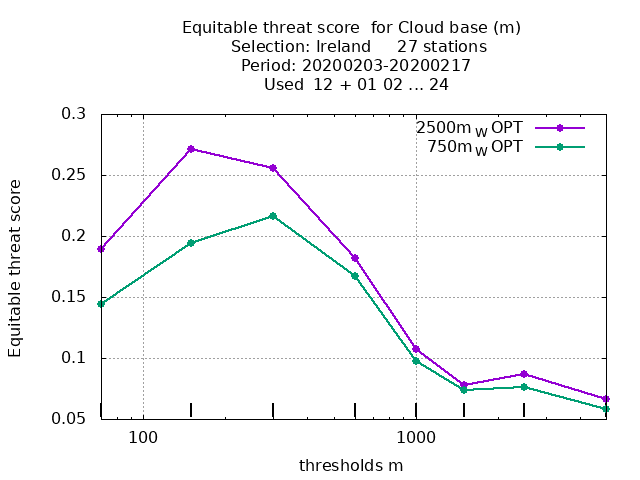 Equitable threat score for Cloud base (m)
Selection: Ireland 27 stations
Period: 20200203-20200217
Used 12 + 01 02 ... 24
2500m W OPT
750m W OPT
Equitable threat score
0.3
0.25
0.2
0.15
0.1
0.05
100 1000
thresholds m